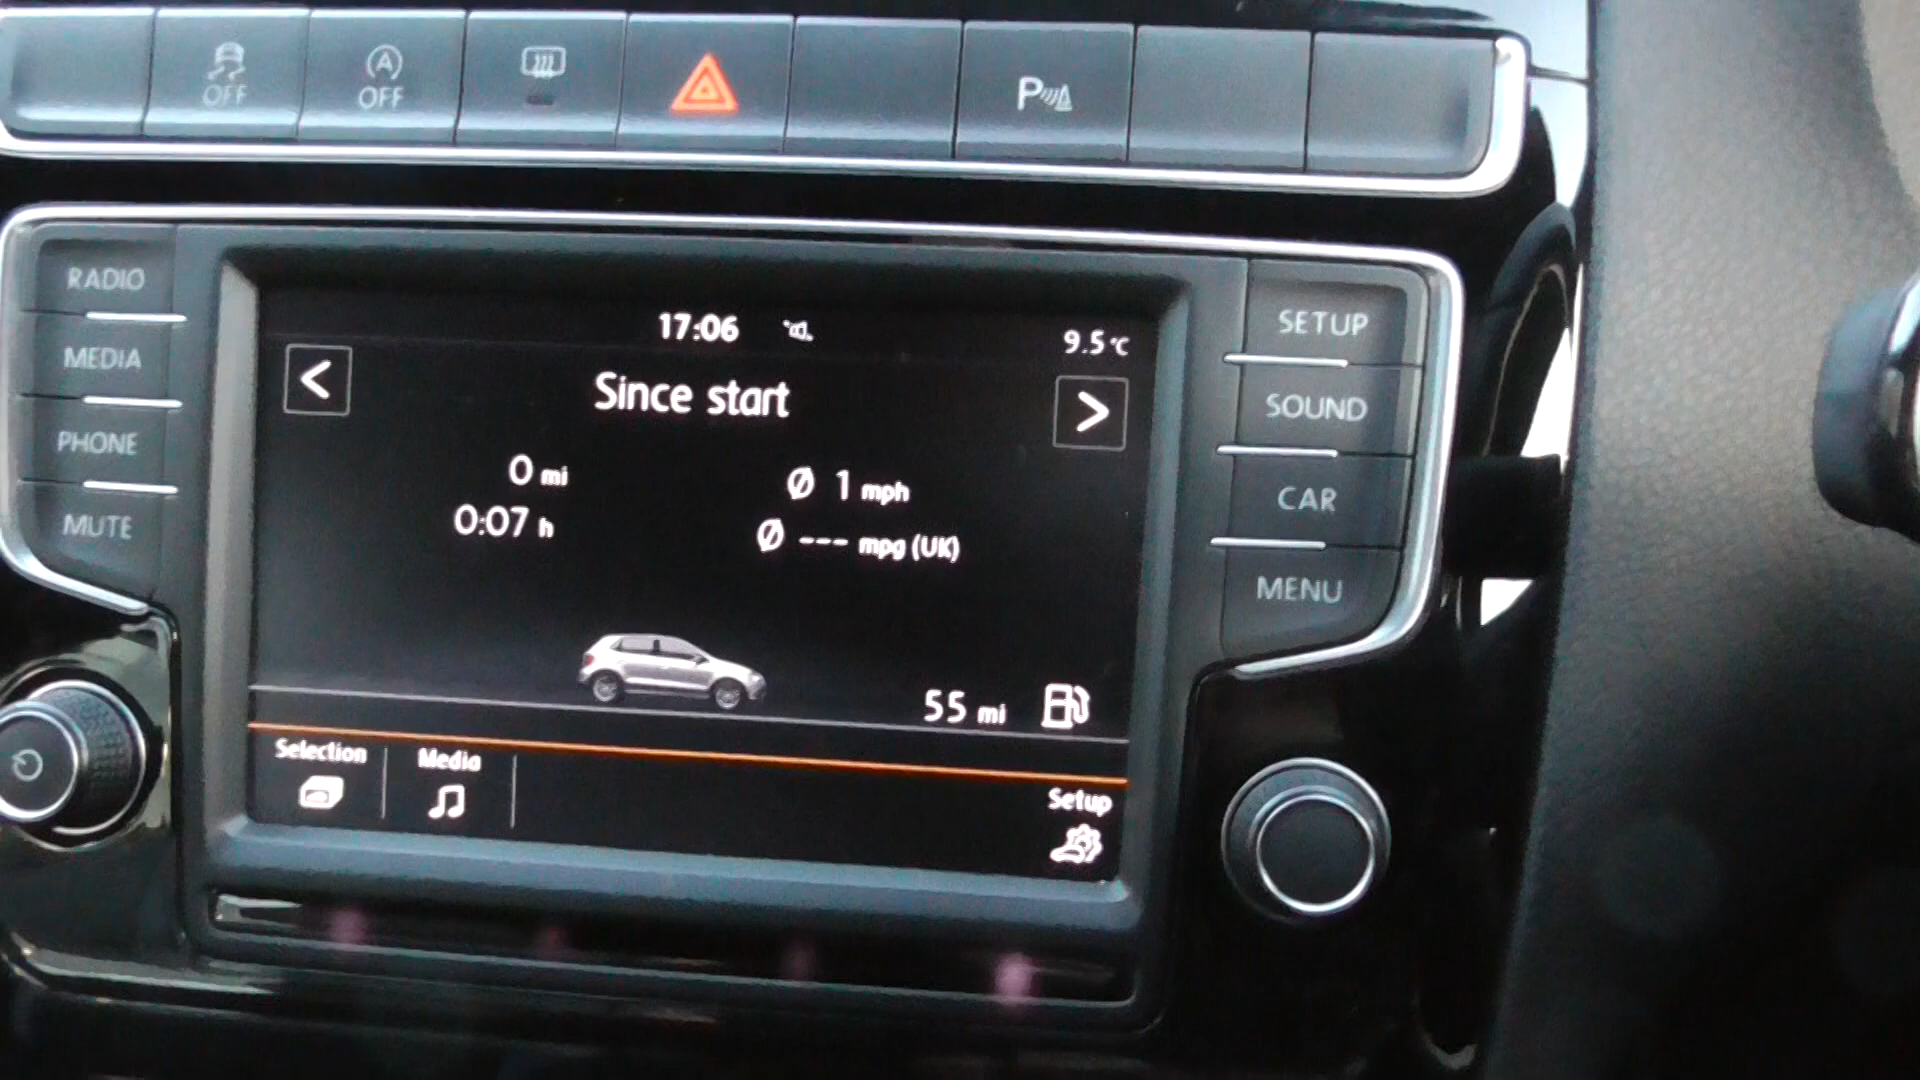 OFF
A
OFF
P
RADIO
MEDIA
PHONE
MUTE
17:06
9.5°C
<
Since start
>
0 mi
Ø 1 mph
0:07 h
Ø --- mpg (UK)
55 mi
Selection
Media
Setup
SETUP
SOUND
CAR
MENU